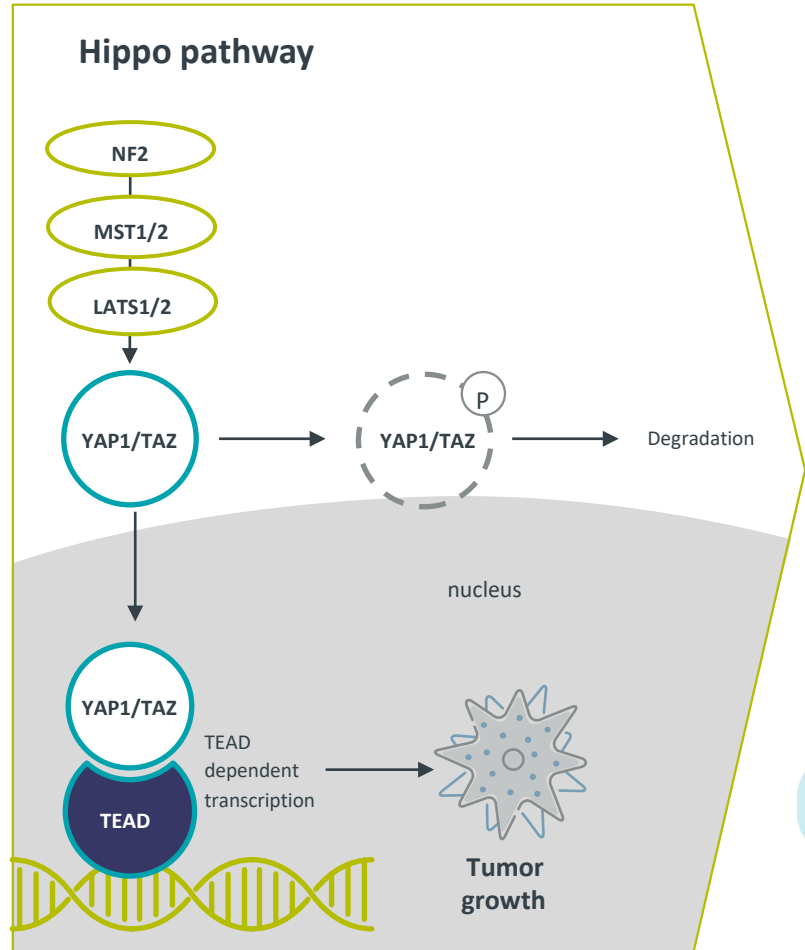 Hippo pathway
NF2
MST1/2
LATS1/2
YAP1/TAZ
YAP1/TAZ
P
Degradation
nucleus
YAP1/TAZ
TEAD
dependent
transcription
TEAD
Tumor
growth